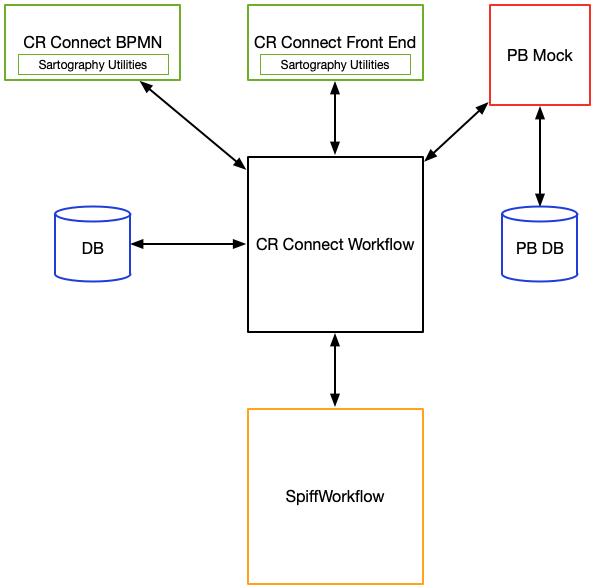 CR Connect BPMN
Sartography Utilities
CR Connect Front End
Sartography Utilities
PB Mock
DB
CR Connect Workflow
PB DB
SpiffWorkflow